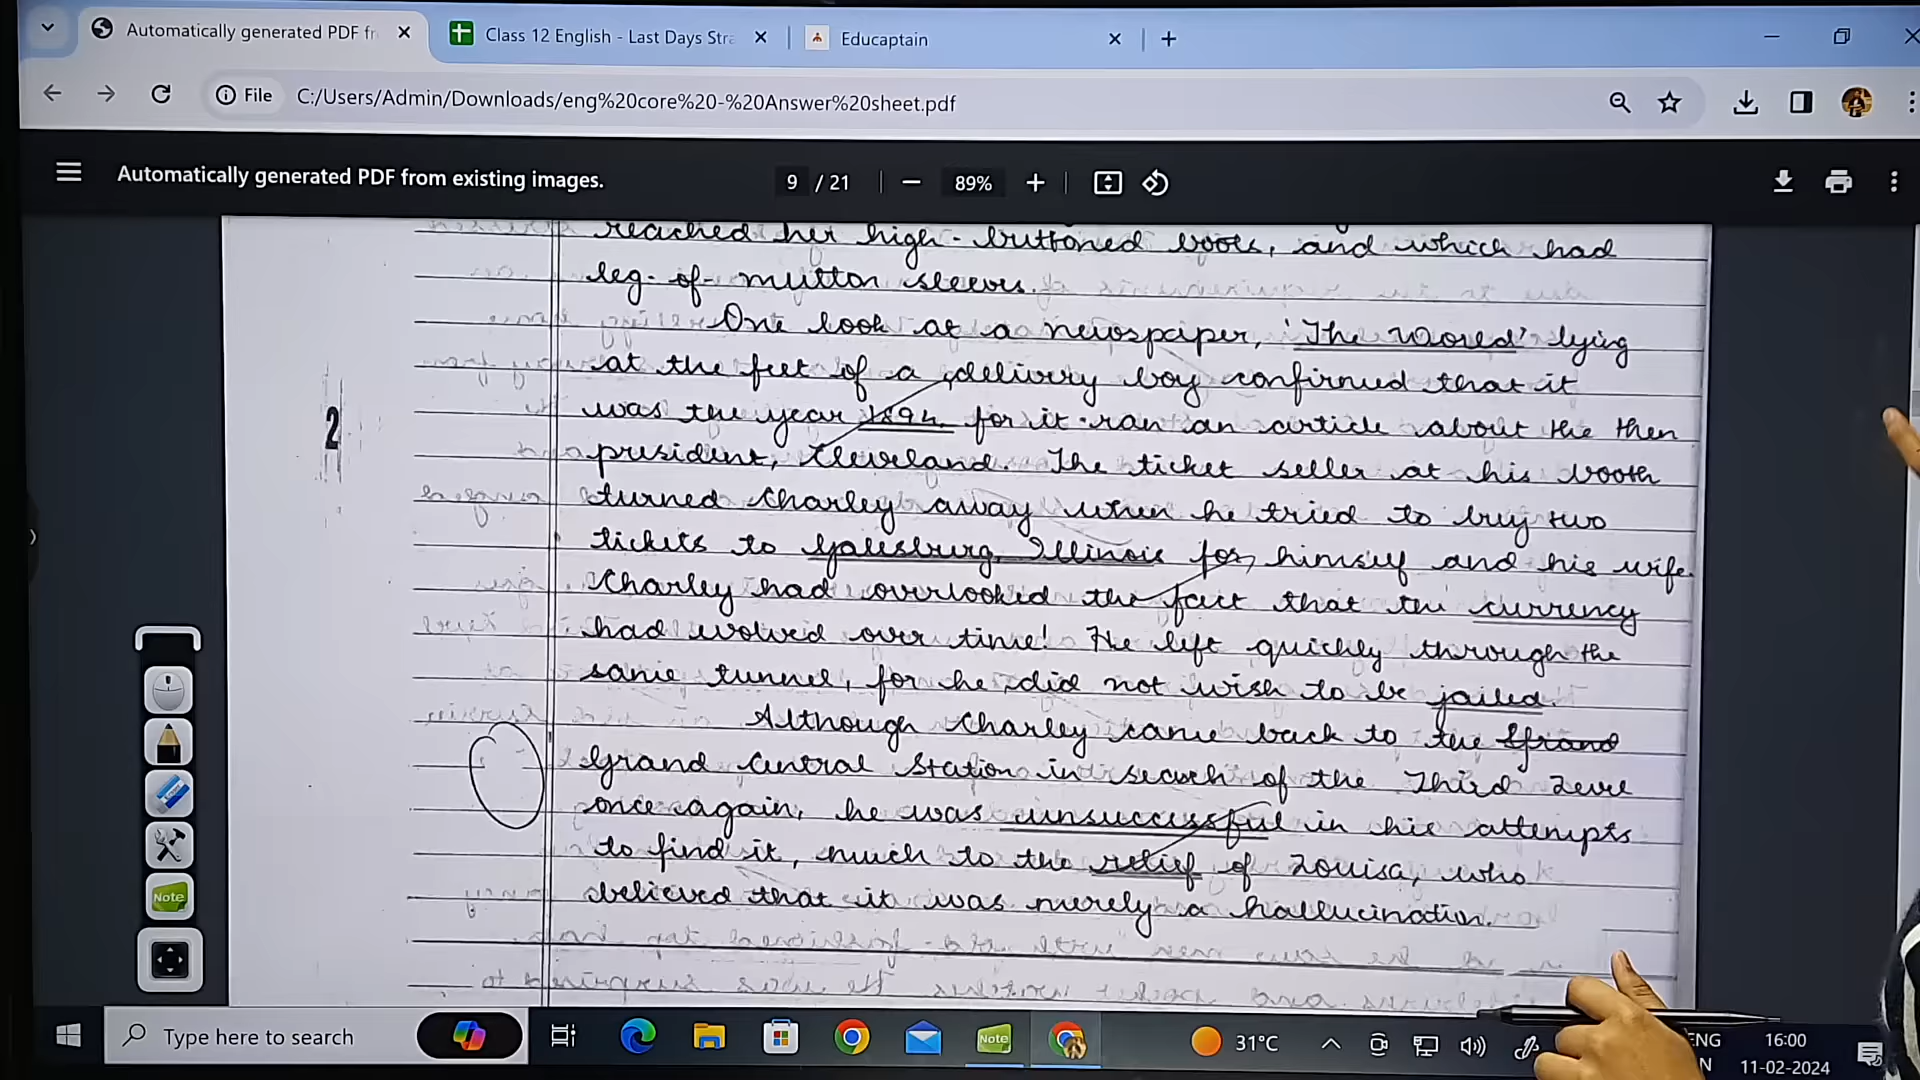 Automatically generated PDF fr
Class 12 English - Last Days Stra
Educaptain
File C:/Users/Admin/Downloads/eng%20core%20-%20Answer%20sheet.pdf
Automatically generated PDF from existing images.
9 / 21 89%
reached her high-buttoned boots, and which had
leg-of-mutton sleeves.
One look at a newspaper, 'The World' lying
at the feet of a delivery boy confirmed that it
was the year 1894, for it ran an article about the then
president, Cleveland. The ticket seller at his booth
turned Charley away when he tried to buy two
tickets to Galesburg, Illinois for himself and his wife.
Charley had overlooked the fact that the currency
had evolved over time! He left quickly through the
same tunnel, for he did not wish to be jailed.
Although Charley came back to the Grand
Grand Central Station in search of the Third Level
once again, he was unsuccessful in his attempts
to find it, much to the relief of Louisa, who
believed that it was merely a hallucination.
2
Note
Type here to search
Note
31°C
ENG
16:00
N
11-02-2024